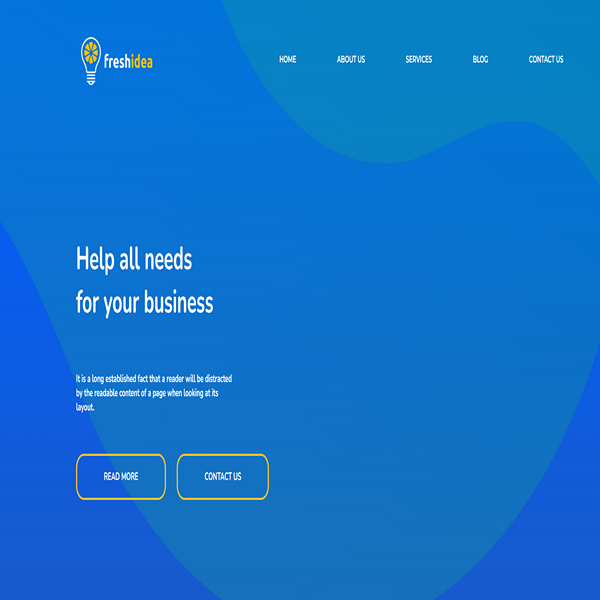 freshidea
HOME ABOUT US SERVICES BLOG CONTACT US
Help all needs
for your business
It is a long established fact that a reader will be distracted
by the readable content of a page when looking at its
layout.
READ MORE CONTACT US